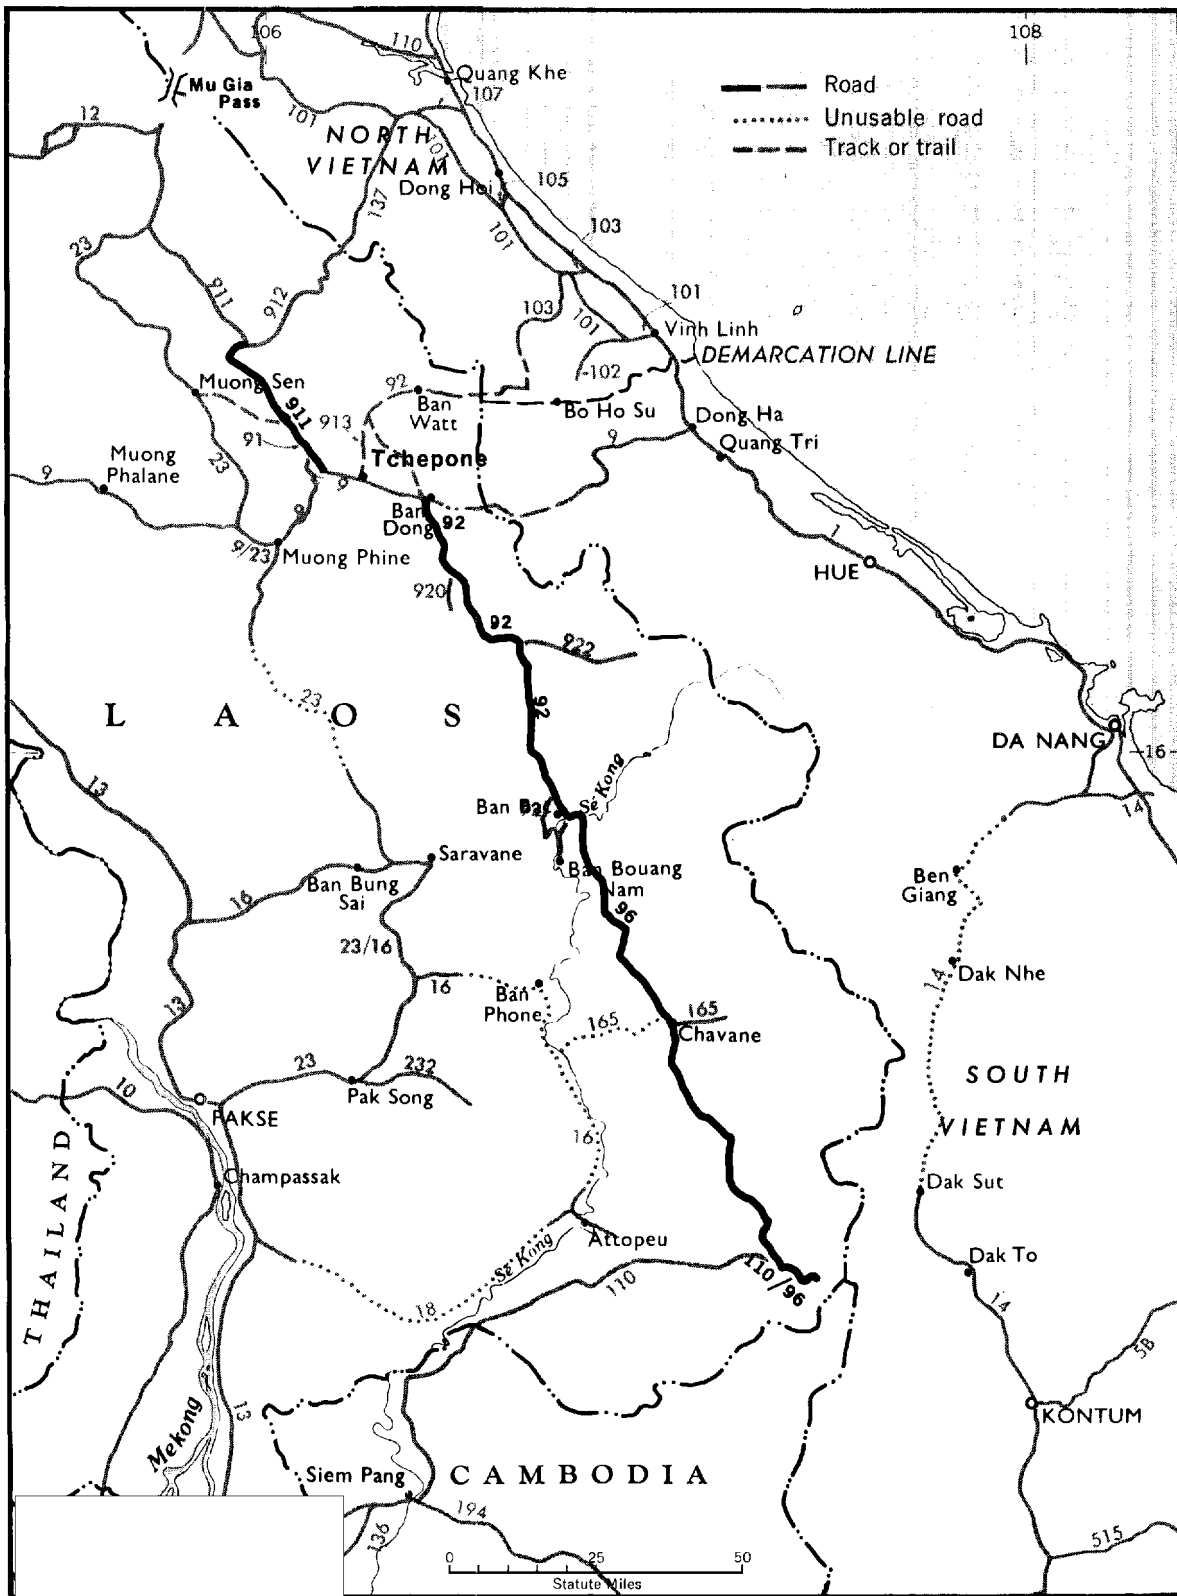 106
108
110
Quang Khe
107
Mu Gia
Pass
Road
Unusable road
Track or trail
12
101
NORTH
VIETNAM
101
105
Dong Hoi
137
103
101
23
911
912
103
101
101
Vinh Linh
DEMARCATION LINE
102
Muong Sen
92
Ban
Watt
Bo Ho Su
911
913
Dong Ha
Quang Tri
9
91
Tchepone
Muong
Phalane
9
23
9
9
Ban
Dong
92
1
9/23
Muong Phine
HUE
920
92
922
23
LAOS
92
DA NANG
16
13
Se Kong
Ban
14
Saravane
Ban Bung
Sai
Ban Bouang
Nam
Ben
Giang
16
96
23/16
14
Dak Nhe
16
Ban
Phone
13
165
165
Chavane
23
232
SOUTH
VIETNAM
10
Pak Song
PAKSE
16
THAILAND
Champassak
Dak Sut
Attopeu
Se Kong
Dak To
110
110/96
18
14
5B
13
KONTUM
Mekong
Siem Pang
CAMBODIA
194
136
515
0
25
50
Statute Miles